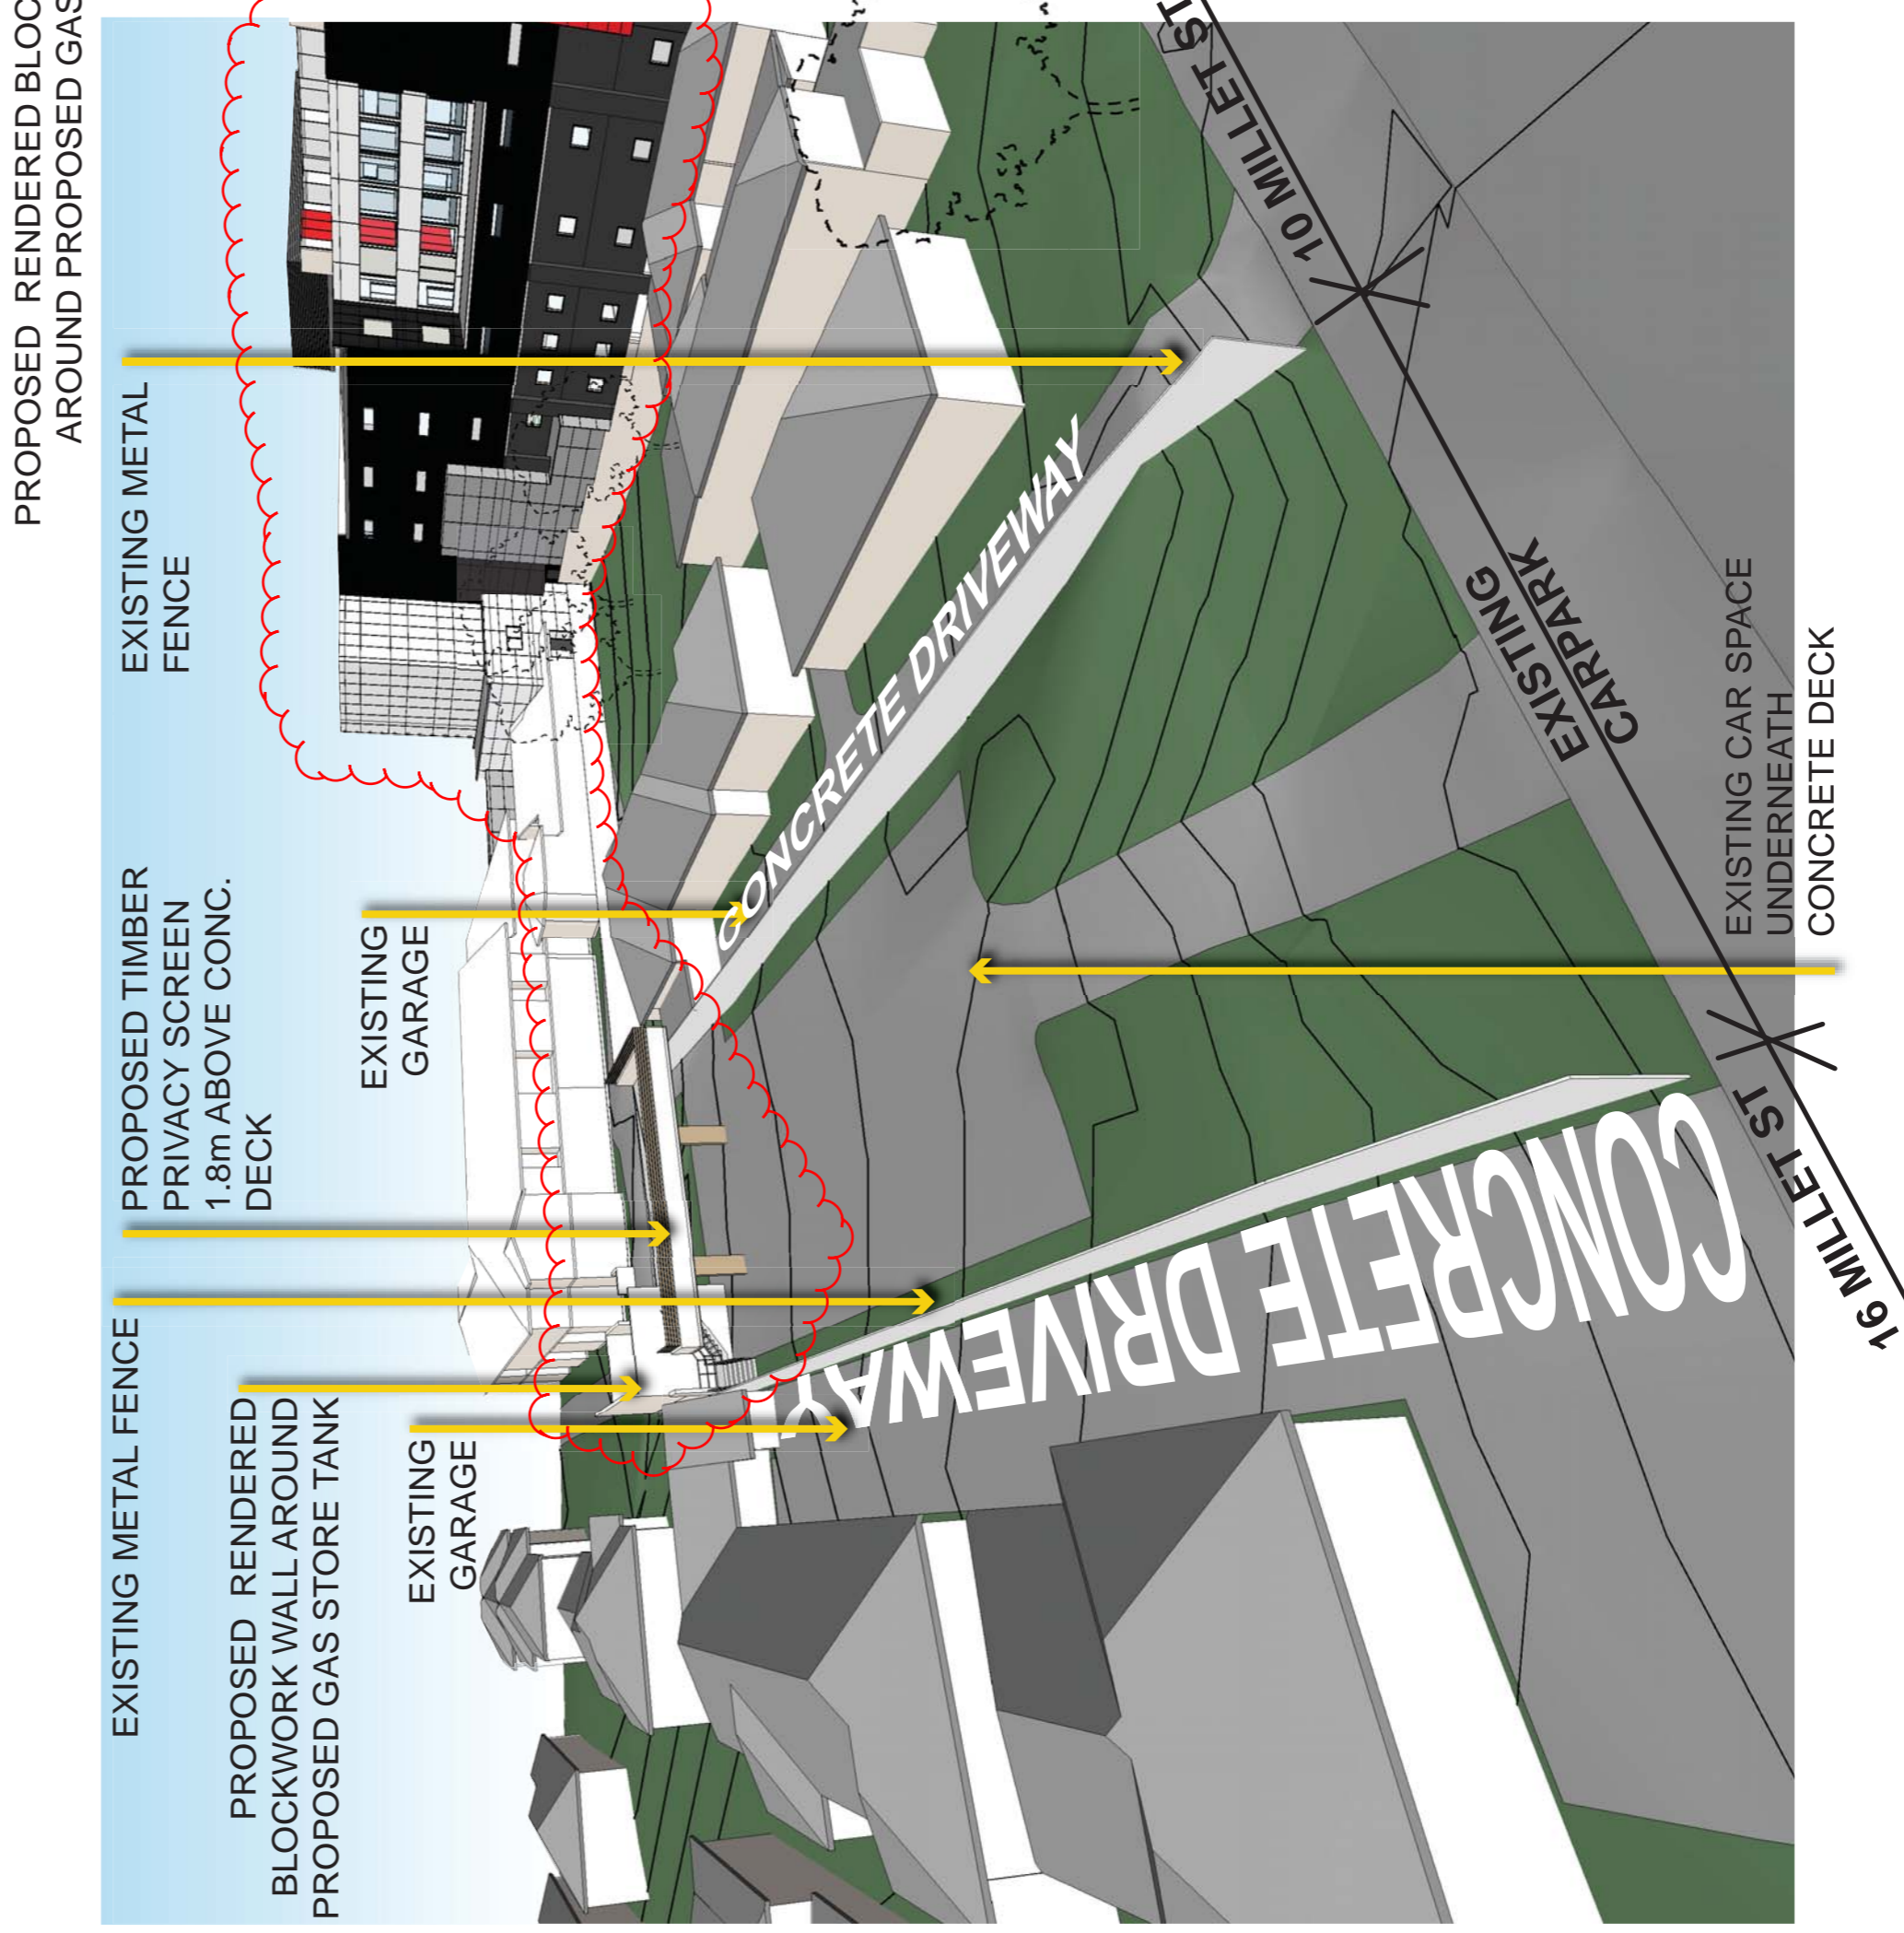 EXISTING METAL FENCE
PROPOSED RENDERED
BLOCKWORK WALL AROUND
PROPOSED GAS STORE TANK
EXISTING
GARAGE
PROPOSED TIMBER
PRIVACY SCREEN
1.8m ABOVE CONC.
DECK
EXISTING
GARAGE
EXISTING METAL
FENCE
PROPOSED RENDERED BLOC
AROUND PROPOSED GAS
CONCRETE DRIVEWAY
CONCRETE DRIVEWAY
16 MILLET ST
EXISTING
CARPARK
10 MILLET ST
EXISTING CAR SPACE
UNDERNEATH
CONCRETE DECK